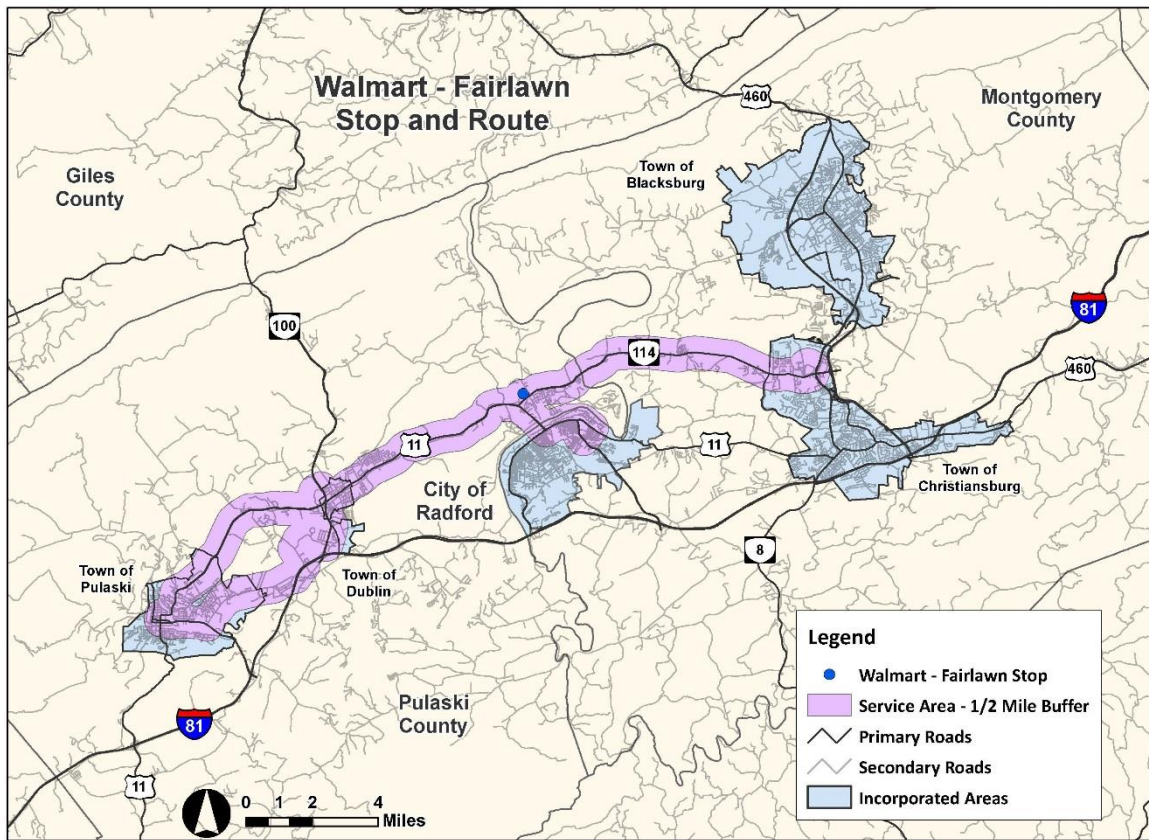 Walmart - Fairlawn
Stop and Route
460
Montgomery
County
Town of
Blacksburg
Giles
County
81
100
114
460
11
11
City of
Radford
Town of
Christiansburg
8
Town of
Pulaski
Town of
Dublin
Pulaski
County
81
11
0 1 2 4
Miles
Legend
Walmart - Fairlawn Stop
Service Area - 1/2 Mile Buffer
Primary Roads
Secondary Roads
Incorporated Areas